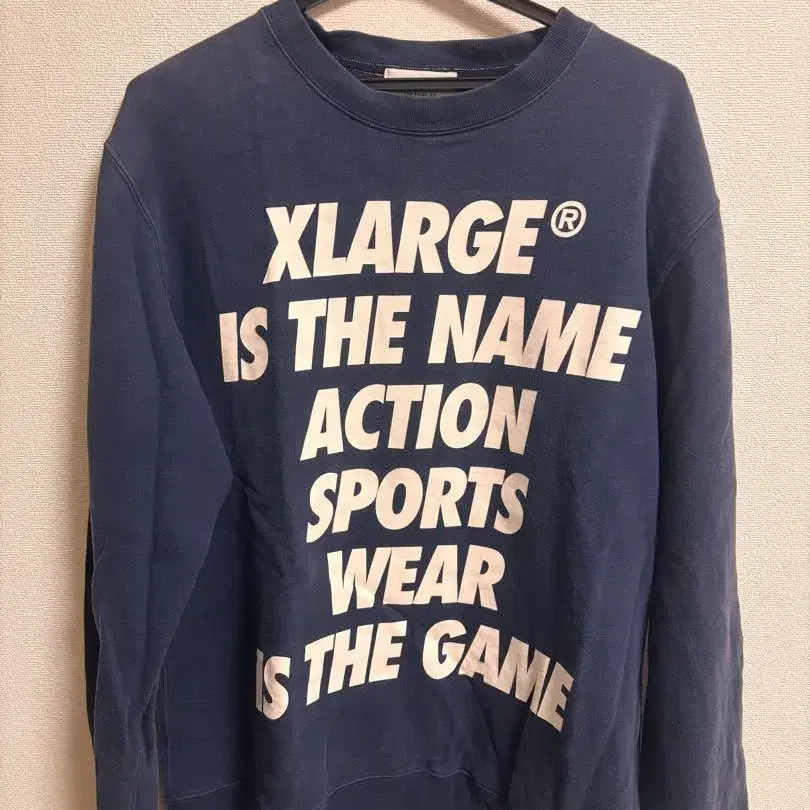 XLARGE®
IS THE NAME
ACTION
SPORTS
WEAR
IS THE GAME